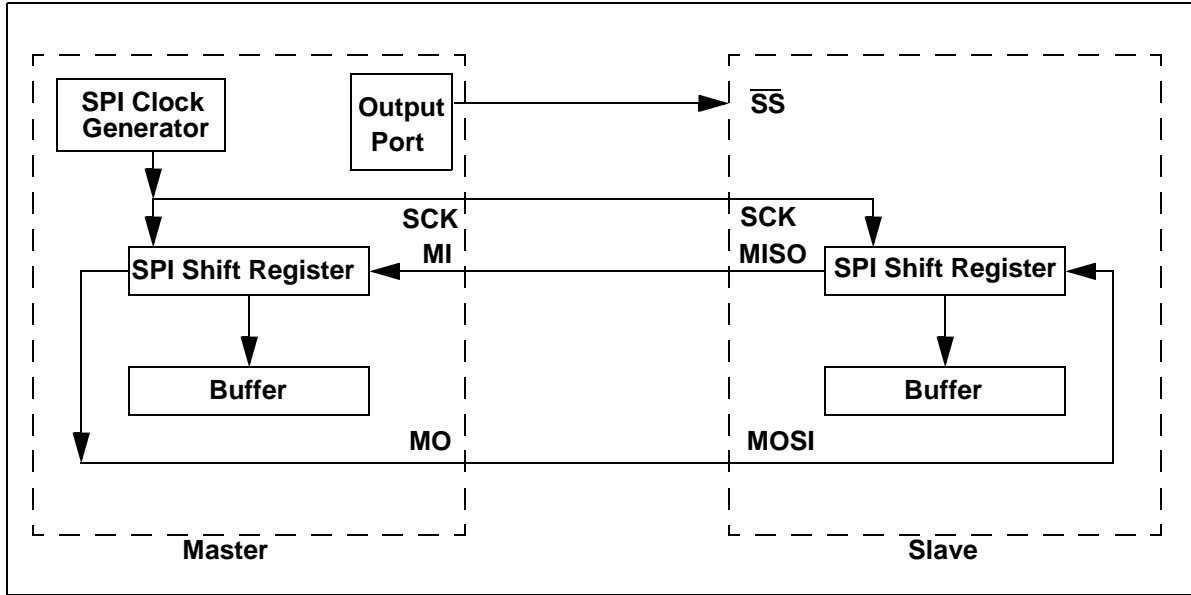 SPI Clock
Generator
Output
Port
S̅S̅
SCK
SCK
MI
MISO
SPI Shift Register
SPI Shift Register
Buffer
Buffer
MO
MOSI
Master
Slave